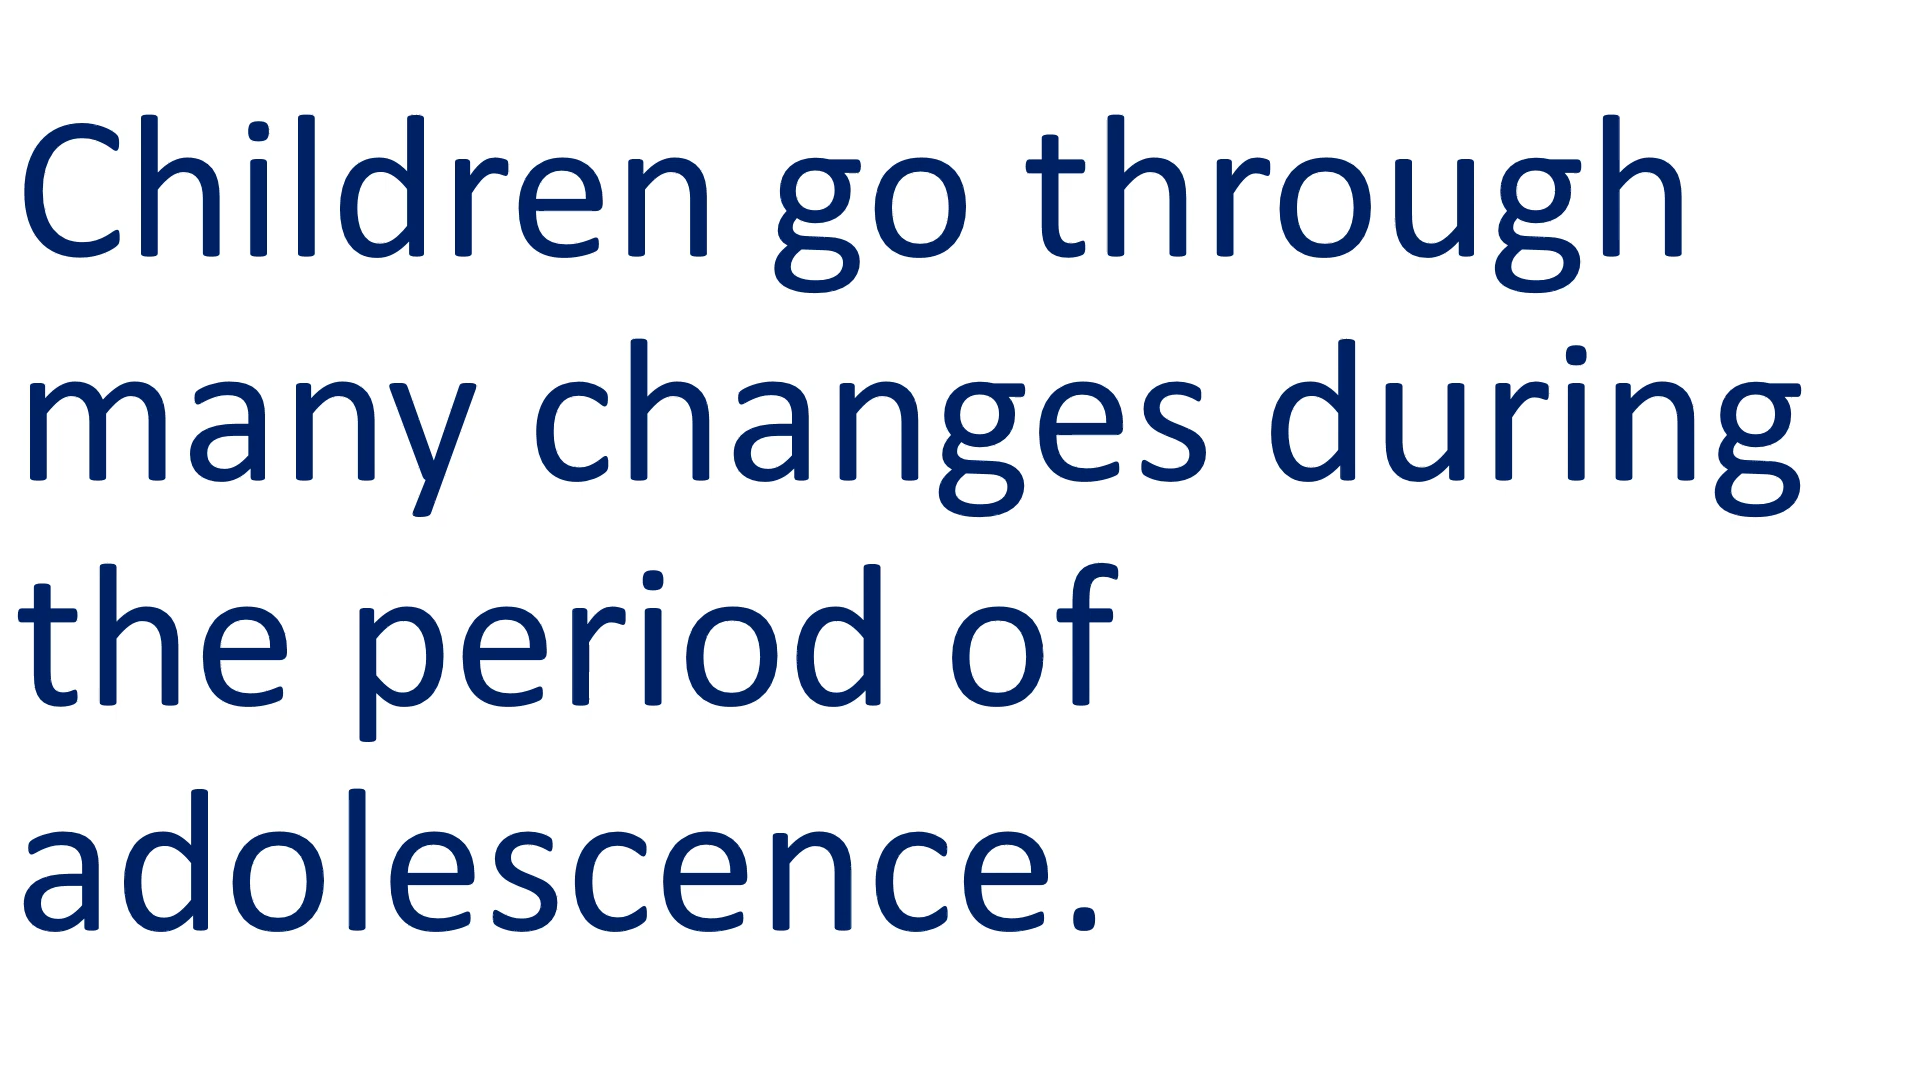 Children go through
many changes during
the period of
adolescence.